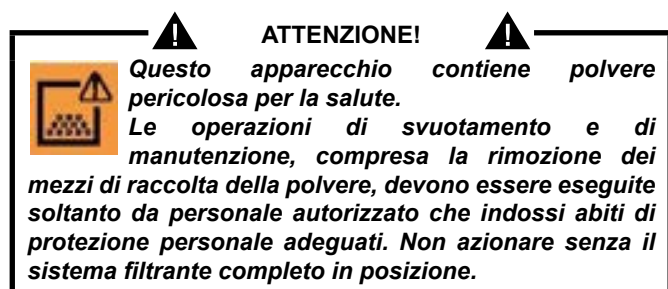 ATTENZIONE!
Questo apparecchio contiene polvere
pericolosa per la salute.
Le operazioni di svuotamento e di
manutenzione, compresa la rimozione dei
mezzi di raccolta della polvere, devono essere eseguite
soltanto da personale autorizzato che indossi abiti di
protezione personale adeguati. Non azionare senza il
sistema filtrante completo in posizione.